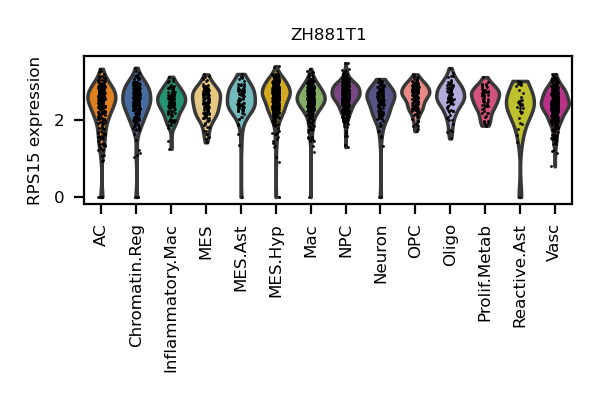 ZH881T1
RPS15 expression
2
0
AC
Chromatin.Reg
Inflammatory.Mac
MES
MES.Ast
MES.Hyp
Mac
NPC
Neuron
OPC
Oligo
Prolif.Metab
Reactive.Ast
Vasc